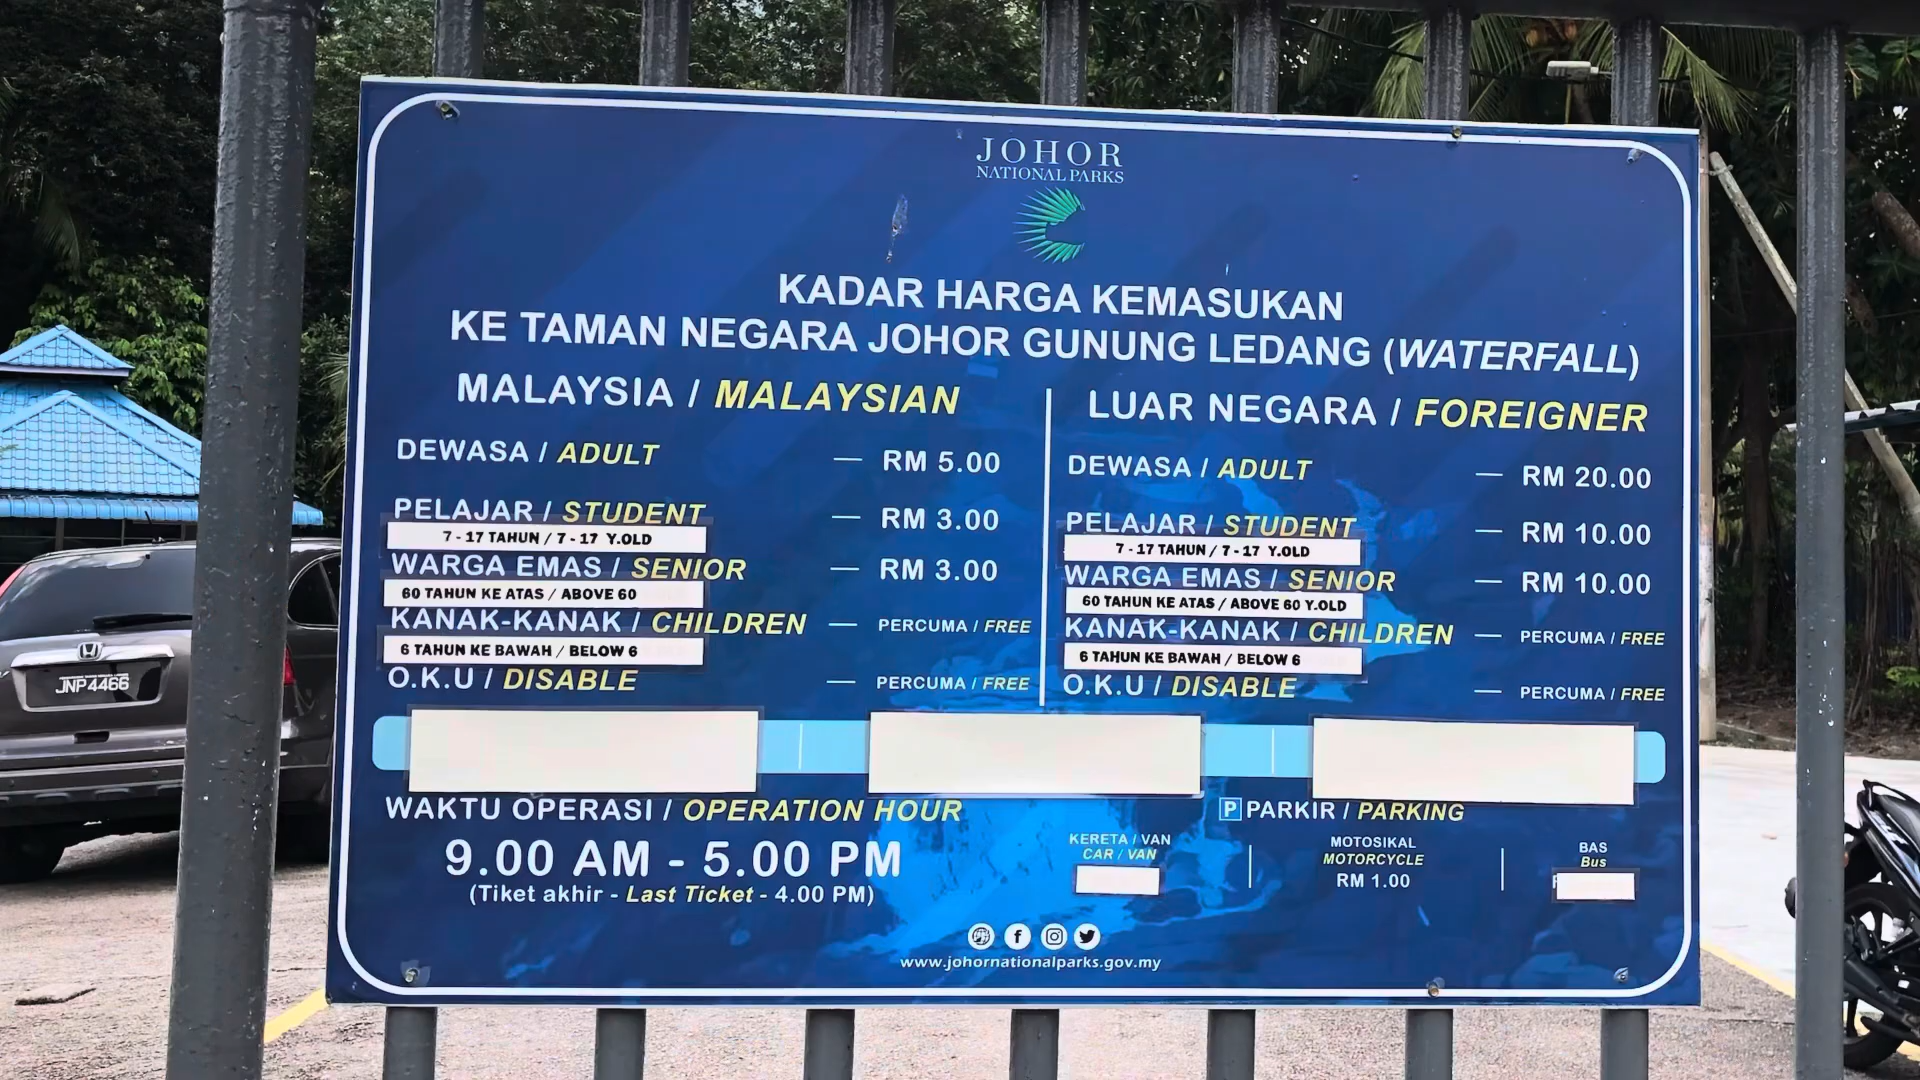 JOHOR
NATIONAL PARKS
KADAR HARGA KEMASUKAN
KE TAMAN NEGARA JOHOR GUNUNG LEDANG (WATERFALL)
MALAYSIA / MALAYSIAN
DEWASA / ADULT — RM 5.00
PELAJAR / STUDENT — RM 3.00
7 - 17 TAHUN / 7 - 17 Y.OLD
WARGA EMAS / SENIOR — RM 3.00
60 TAHUN KE ATAS / ABOVE 60
KANAK-KANAK / CHILDREN — PERCUMA / FREE
6 TAHUN KE BAWAH / BELOW 6
O.K.U / DISABLE — PERCUMA / FREE
LUAR NEGARA / FOREIGNER
DEWASA / ADULT — RM 20.00
PELAJAR / STUDENT — RM 10.00
7 - 17 TAHUN / 7 - 17 Y.OLD
WARGA EMAS / SENIOR — RM 10.00
60 TAHUN KE ATAS / ABOVE 60 Y.OLD
KANAK-KANAK / CHILDREN — PERCUMA / FREE
6 TAHUN KE BAWAH / BELOW 6
O.K.U / DISABLE — PERCUMA / FREE
WAKTU OPERASI / OPERATION HOUR
9.00 AM - 5.00 PM
(Tiket akhir - Last Ticket - 4.00 PM)
P PARKIR / PARKING
KERETA / VAN
CAR / VAN
MOTOSIKAL
MOTORCYCLE
RM 1.00
BAS
Bus
www.johornationalparks.gov.my
JNP 4466